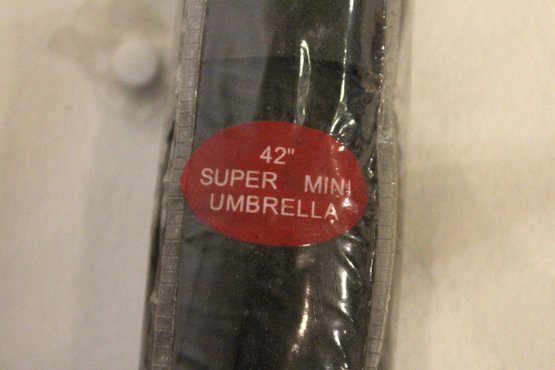 42"
SUPER MINI
UMBRELLA